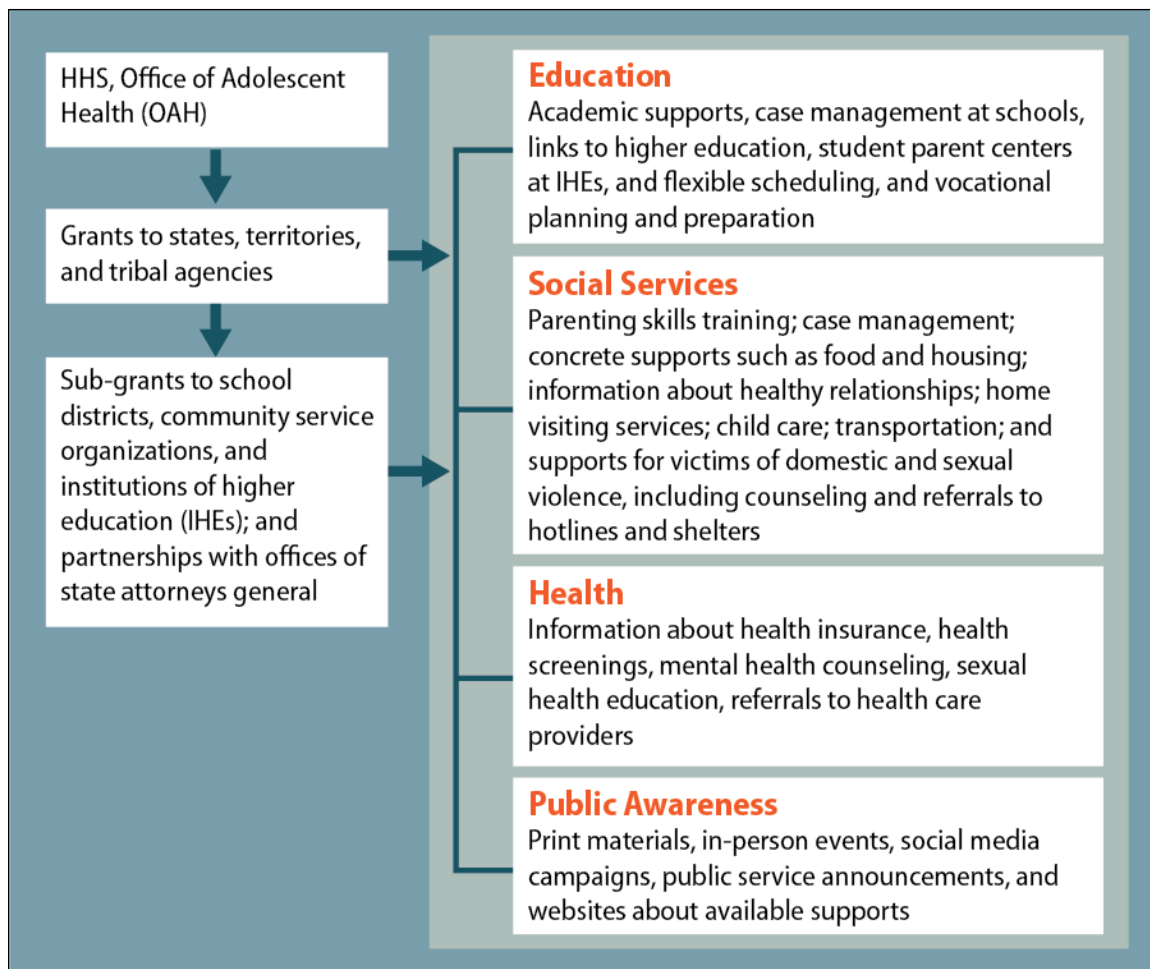 HHS, Office of Adolescent
Health (OAH)
Grants to states, territories,
and tribal agencies
Sub-grants to school
districts, community service
organizations, and
institutions of higher
education (IHEs); and
partnerships with offices of
state attorneys general
Education
Academic supports, case management at schools,
links to higher education, student parent centers
at IHEs, and flexible scheduling, and vocational
planning and preparation
Social Services
Parenting skills training; case management;
concrete supports such as food and housing;
information about healthy relationships; home
visiting services; child care; transportation; and
supports for victims of domestic and sexual
violence, including counseling and referrals to
hotlines and shelters
Health
Information about health insurance, health
screenings, mental health counseling, sexual
health education, referrals to health care
providers
Public Awareness
Print materials, in-person events, social media
campaigns, public service announcements, and
websites about available supports